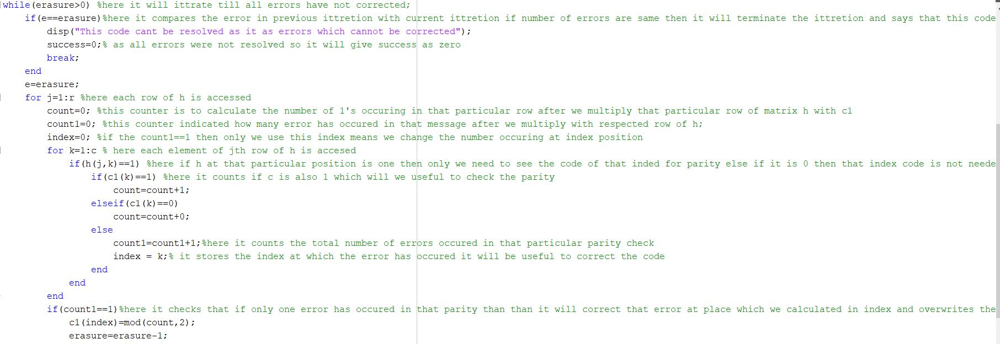 while(erasure>0) %here it will ittrate till all errors have not corrected;
if(e==erasure)%here it compares the error in previous ittretion with current ittretion if number of errors are same then it will terminate the ittretion and says that this code
disp("This code cant be resolved as it as errors which cannot be corrected");
success=0;% as all errors were not resolved so it will give success as zero
break;
end
e=erasure;
for j=1:r %here each row of h is accessed
count=0; %this counter is to calculate the number of 1's occuring in that particular row after we multiply that particular row of matrix h with c1
count1=0; %this counter indicated how many error has occured in that message after we multiply with respected row of h;
index=0; %if the count1==1 then only we use this index means we change the number occuring at index position
for k=1:c % here each element of jth row of h is accesed
if(h(j,k)==1) %here if h at that particular position is one then only we need to see the code of that inded for parity else if it is 0 then that index code is not neede
if(c1(k)==1) %here it counts if c is also 1 which will we useful to check the parity
count=count+1;
elseif(c1(k)==0)
count=count+0;
else
count1=count1+1;%here it counts the total number of errors occured in that particular parity check
index = k;% it stores the index at which the error has occured it will be useful to correct the code
end
end
end
if(count1==1)%here it checks that if only one error has occured in that parity than than it will correct that error at place which we calculated in index and overwrites the
c1(index)=mod(count,2);
erasure=erasure-1;